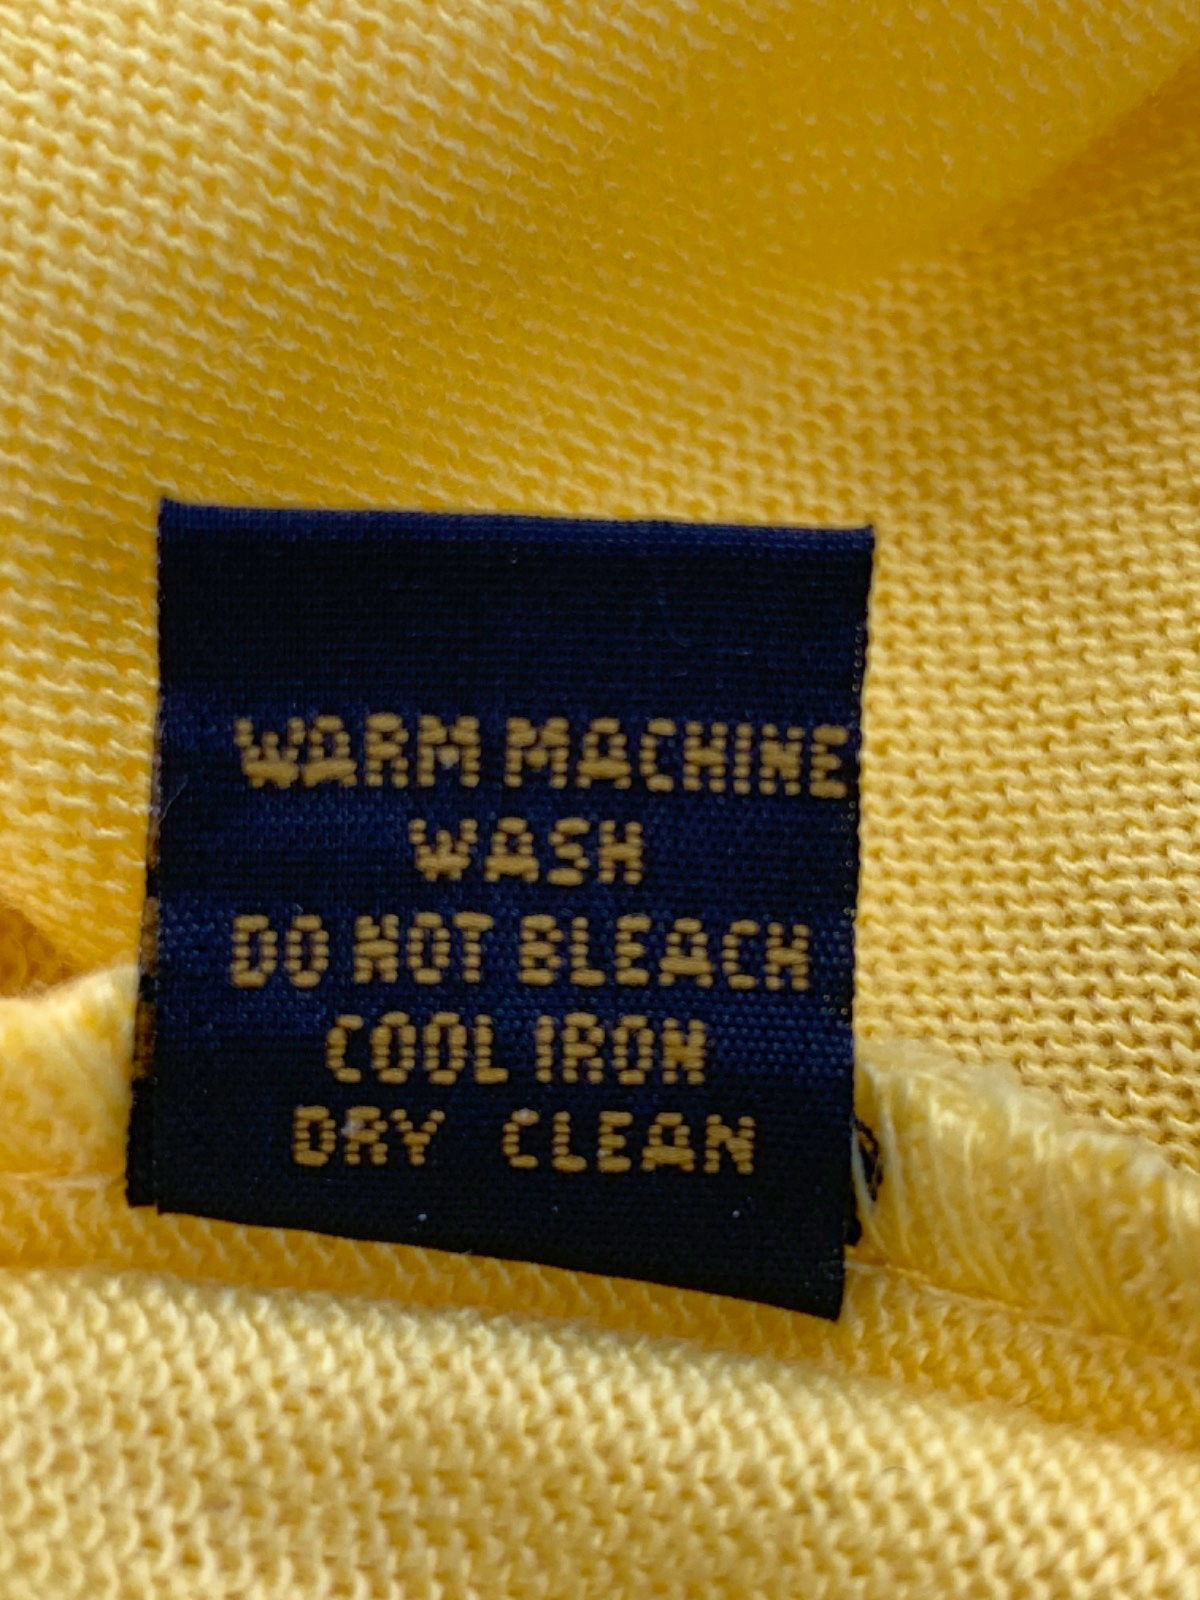 WARM MACHINE
WASH
DO NOT BLEACH
COOL IRON
DRY CLEAN